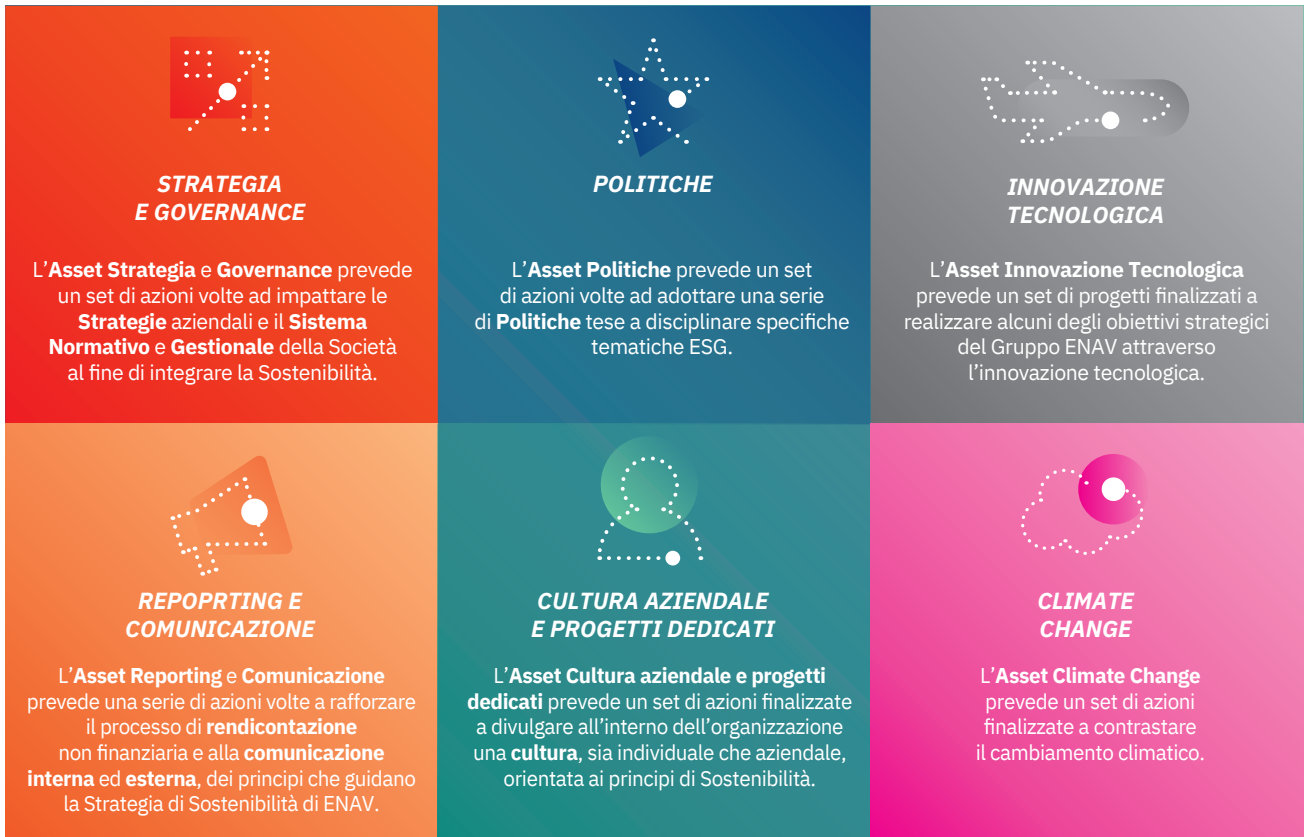 STRATEGIA
E GOVERNANCE
L'Asset Strategia e Governance prevede
un set di azioni volte ad impattare le
Strategie aziendali e il Sistema
Normativo e Gestionale della Società
al fine di integrare la Sostenibilità.
POLITICHE
L'Asset Politiche prevede un set
di azioni volte ad adottare una serie
di Politiche tese a disciplinare specifiche
tematiche ESG.
INNOVAZIONE
TECNOLOGICA
L'Asset Innovazione Tecnologica
prevede un set di progetti finalizzati a
realizzare alcuni degli obiettivi strategici
del Gruppo ENAV attraverso
l'innovazione tecnologica.
REPOPRTING E
COMUNICAZIONE
L'Asset Reporting e Comunicazione
prevede una serie di azioni volte a rafforzare
il processo di rendicontazione
non finanziaria e alla comunicazione
interna ed esterna, dei principi che guidano
la Strategia di Sostenibilità di ENAV.
CULTURA AZIENDALE
E PROGETTI DEDICATI
L'Asset Cultura aziendale e progetti
dedicati prevede un set di azioni finalizzate
a divulgare all'interno dell'organizzazione
una cultura, sia individuale che aziendale,
orientata ai principi di Sostenibilità.
CLIMATE
CHANGE
L'Asset Climate Change
prevede un set di azioni
finalizzate a contrastare
il cambiamento climatico.